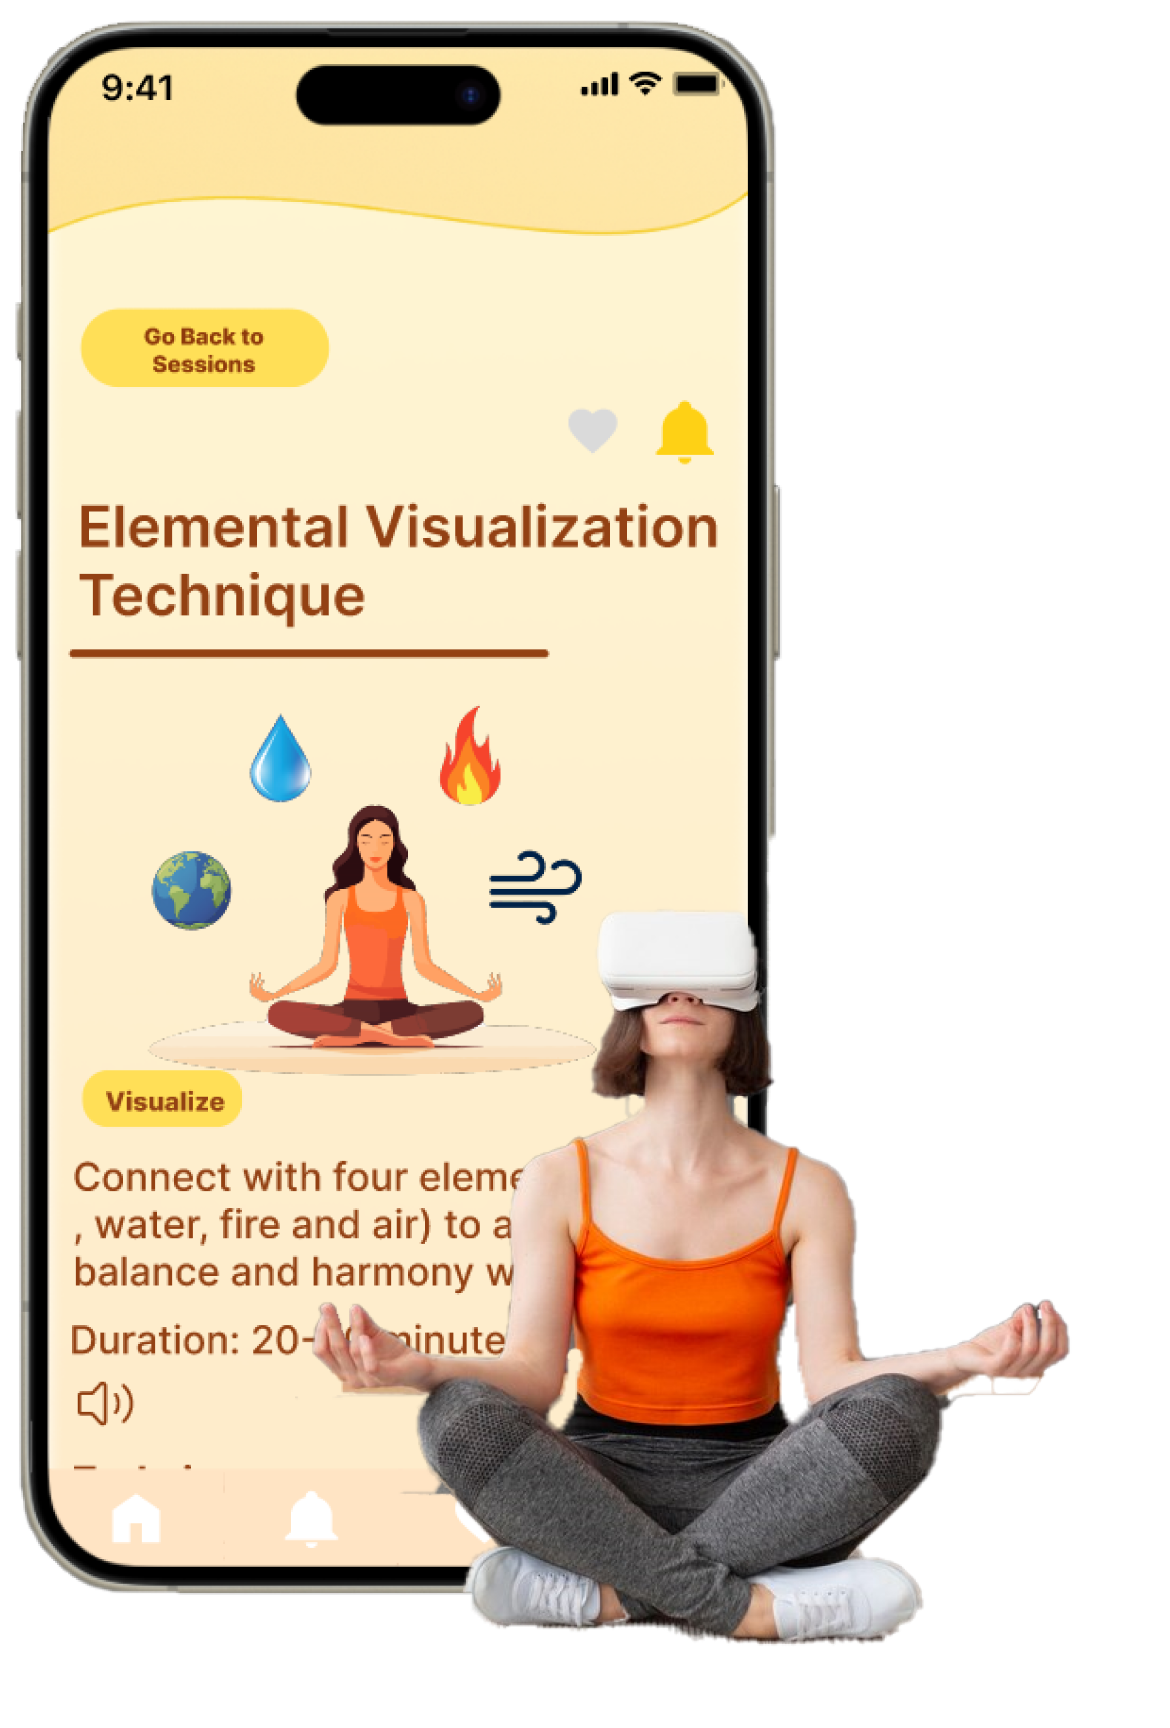 9:41
Go Back to
Sessions
Elemental Visualization
Technique
Visualize
Connect with four eleme
, water, fire and air) to a
balance and harmony w
Duration: 20- minute